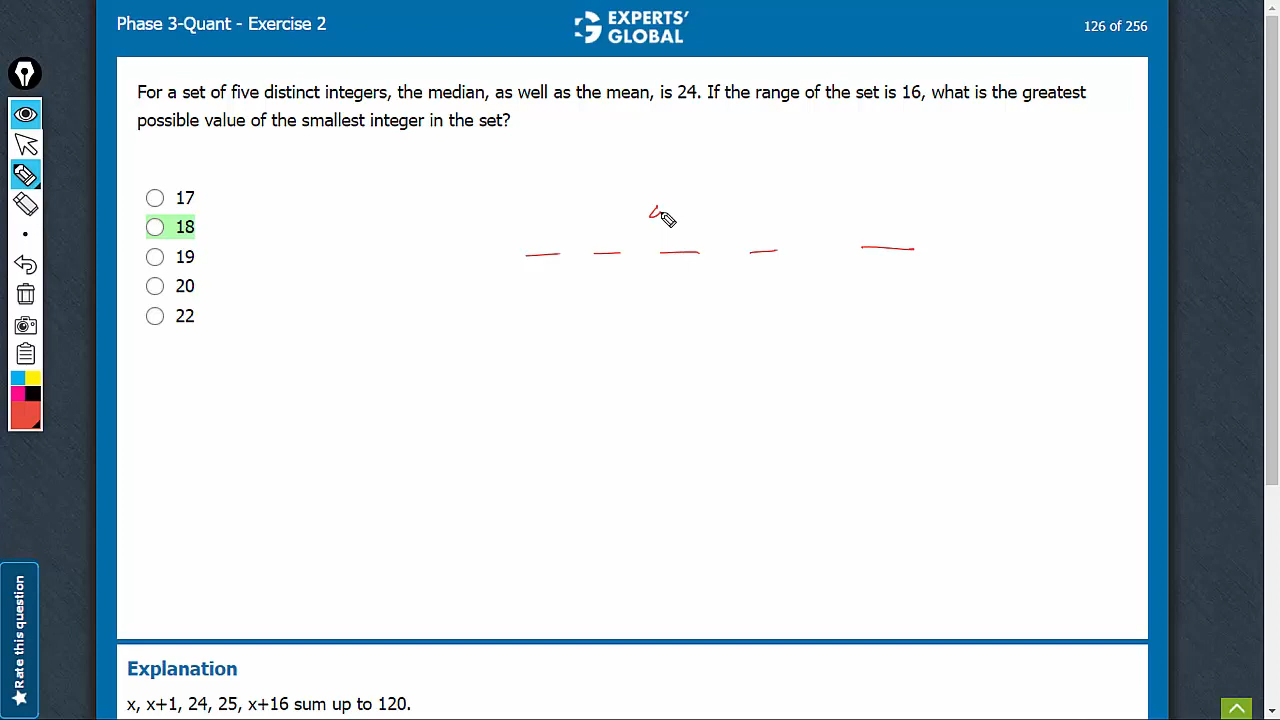 Phase 3-Quant - Exercise 2
EXPERTS'
GLOBAL
126 of 256
For a set of five distinct integers, the median, as well as the mean, is 24. If the range of the set is 16, what is the greatest
possible value of the smallest integer in the set?
17
18
19
20
22
Rate this question
Explanation
x, x+1, 24, 25, x+16 sum up to 120.